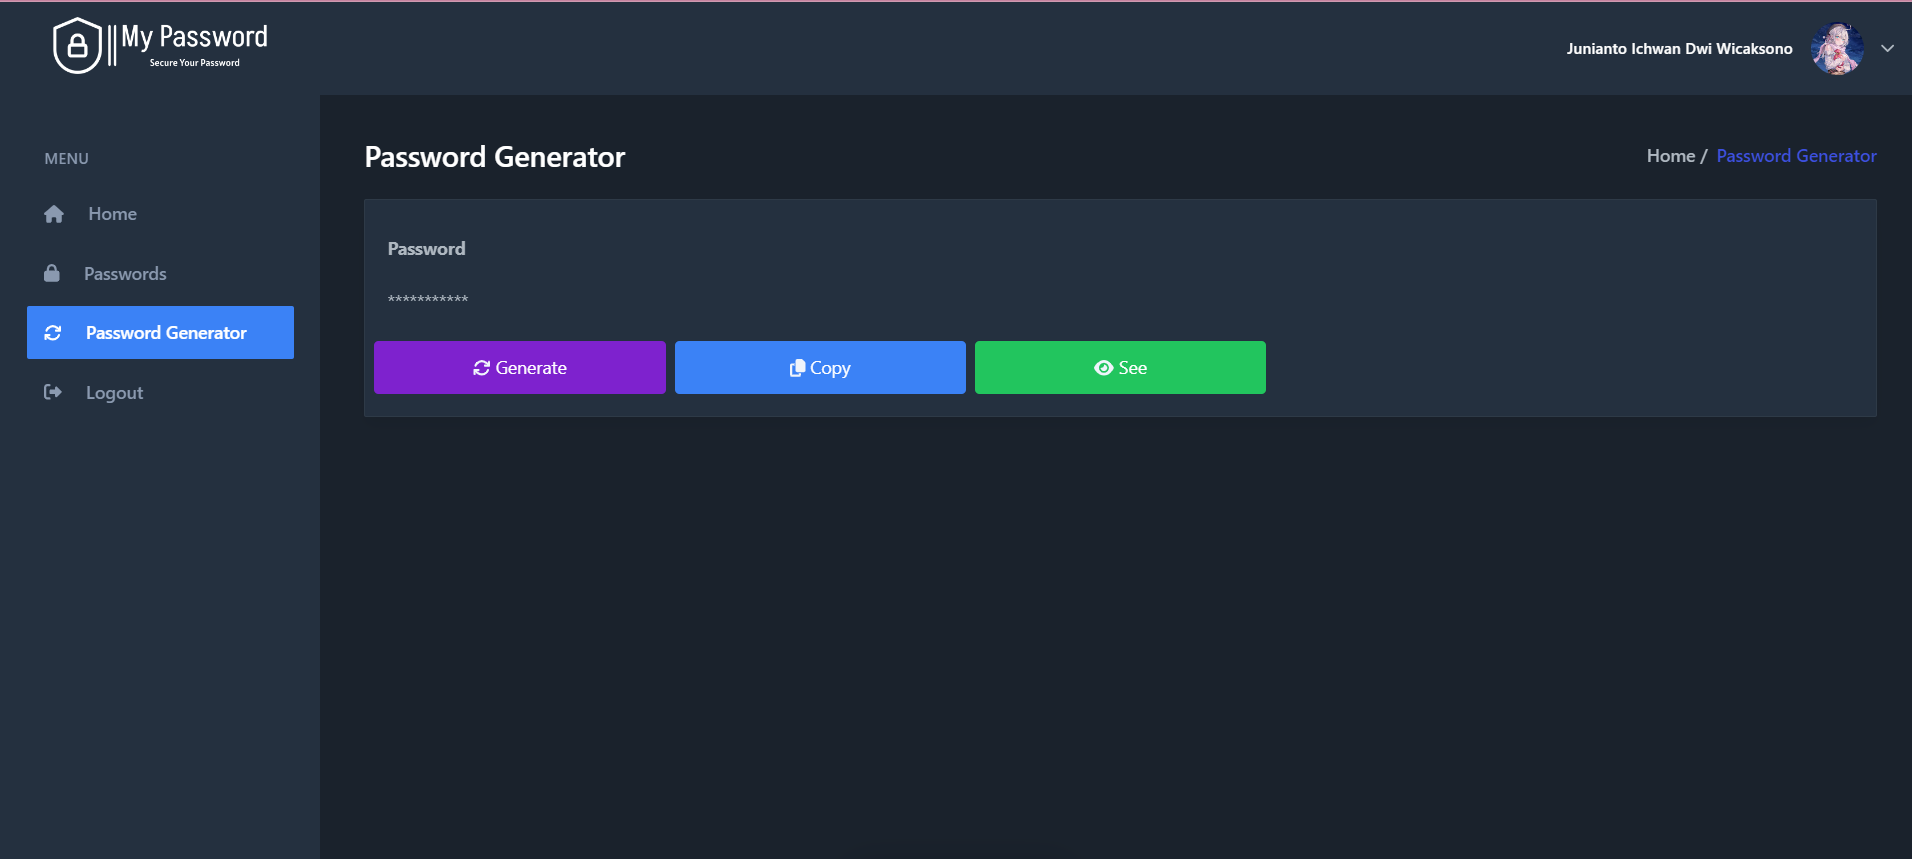 My Password
Secure Your Password
Junianto Ichwan Dwi Wicaksono
MENU
Home
Passwords
Password Generator
Logout
Password Generator
Home / Password Generator
Password
***********
Generate
Copy
See